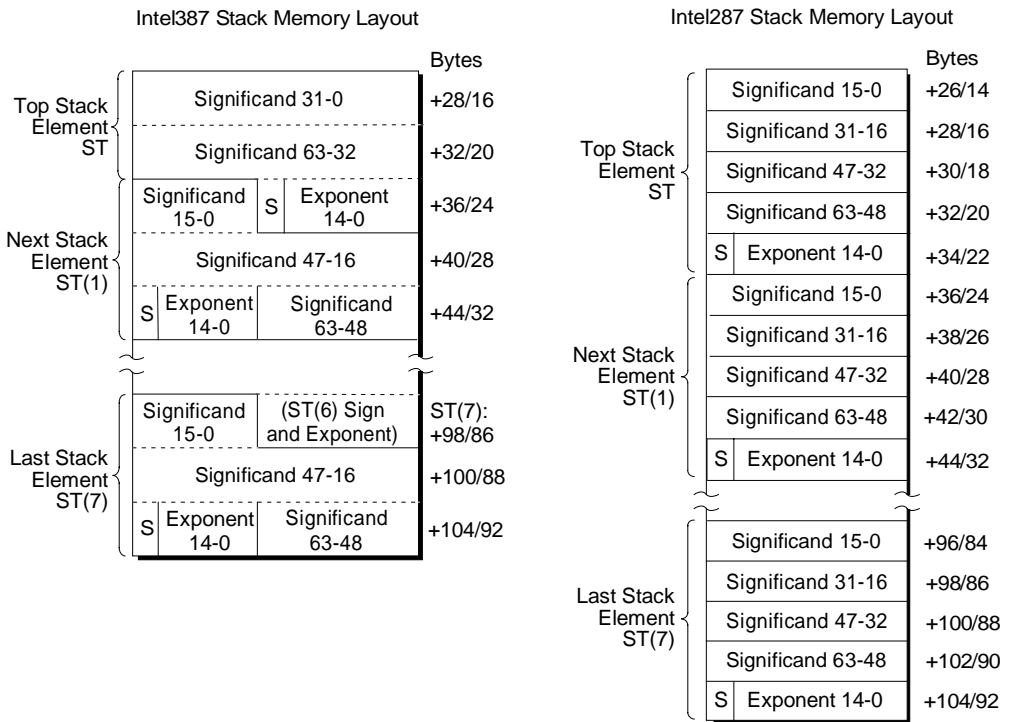 Intel387 Stack Memory Layout
Bytes
Top Stack
Element
ST
Significand 31-0
+28/16
Significand 63-32
+32/20
Next Stack
Element
ST(1)
Significand
15-0
S
Exponent
14-0
+36/24
Significand 47-16
+40/28
S
Exponent
14-0
Significand
63-48
+44/32
Last Stack
Element
ST(7)
Significand
15-0
(ST(6) Sign
and Exponent)
ST(7):
+98/86
Significand 47-16
+100/88
S
Exponent
14-0
Significand
63-48
+104/92
Intel287 Stack Memory Layout
Bytes
Top Stack
Element
ST
Significand 15-0
+26/14
Significand 31-16
+28/16
Significand 47-32
+30/18
Significand 63-48
+32/20
S Exponent 14-0
+34/22
Next Stack
Element
ST(1)
Significand 15-0
+36/24
Significand 31-16
+38/26
Significand 47-32
+40/28
Significand 63-48
+42/30
S Exponent 14-0
+44/32
Last Stack
Element
ST(7)
Significand 15-0
+96/84
Significand 31-16
+98/86
Significand 47-32
+100/88
Significand 63-48
+102/90
S Exponent 14-0
+104/92